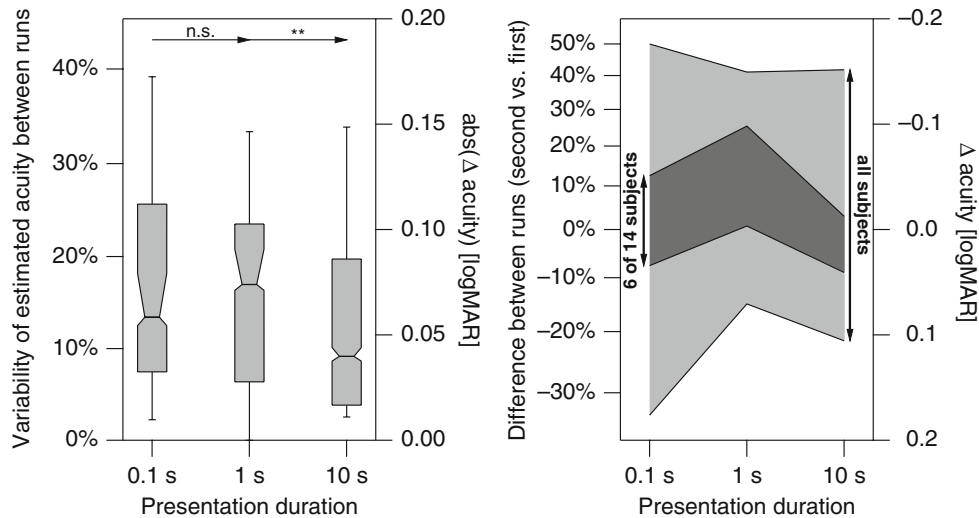 Variability of estimated acuity between runs
40%
30%
20%
10%
0%
n.s.
**
0.20
0.15
0.10
0.05
0.00
abs(Δ acuity) [logMAR]
0.1 s
1 s
10 s
Presentation duration
Difference between runs (second vs. first)
50%
40%
30%
20%
10%
0%
–10%
–20%
–30%
6 of 14 subjects
all subjects
–0.2
–0.1
0.0
0.1
0.2
Δ acuity [logMAR]
0.1 s
1 s
10 s
Presentation duration